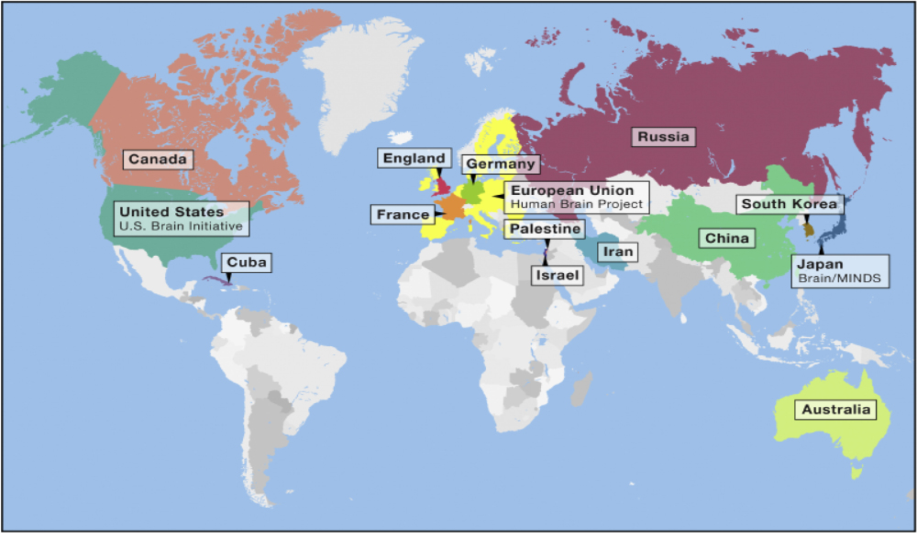 Russia
Canada
England
Germany
European Union
Human Brain Project
United States
U.S. Brain Initiative
France
South Korea
Palestine
China
Iran
Cuba
Israel
Japan
Brain/MINDS
Australia